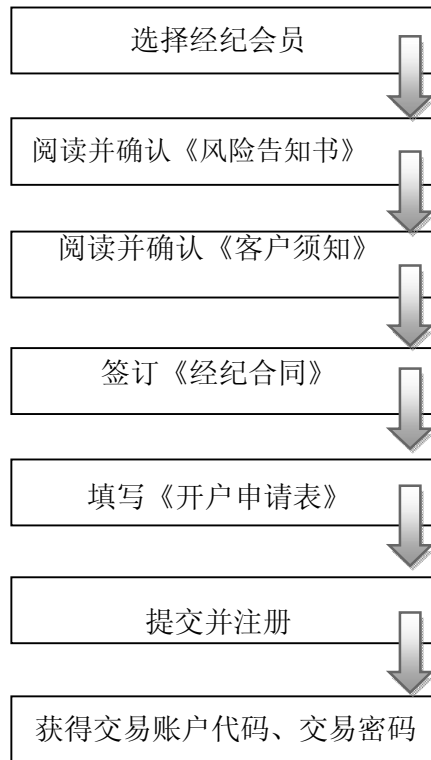 选择经纪会员
阅读并确认《风险告知书》
阅读并确认《客户须知》
签订《经纪合同》
填写《开户申请表》
提交并注册
获得交易账户代码、交易密码